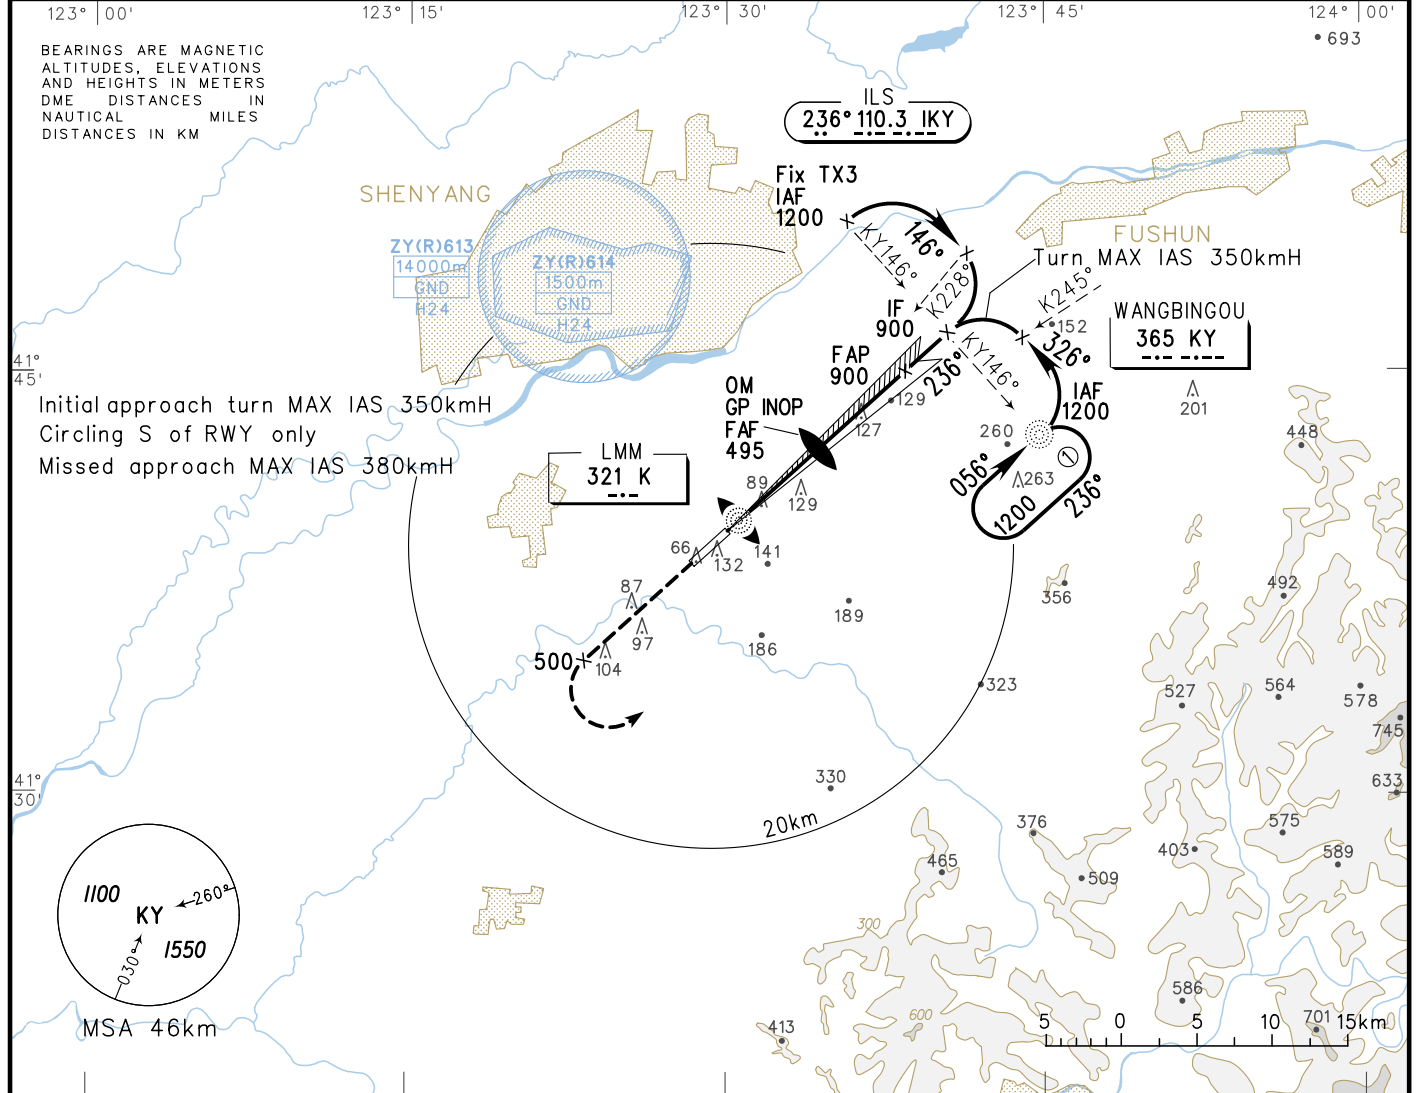 123° 00'
123° 15'
123° 30'
123° 45'
124° 00'
BEARINGS ARE MAGNETIC
ALTITUDES, ELEVATIONS
AND HEIGHTS IN METERS
DME DISTANCES IN
NAUTICAL MILES
DISTANCES IN KM
693
ILS
236° 110.3 IKY
Fix TX3
IAF
1200
SHENYANG
FUSHUN
146°
KY146°
K228°
Turn MAX IAS 350kmH
K245°
ZY(R)613
14000m
GND
H24
ZY(R)614
1500m
GND
H24
WANGBINGOU
365 KY
152
326°
IF
900
KY146°
FAP
900
236°
41°
45'
129
127
IAF
1200
201
OM
GP INOP
FAF
495
Initial approach turn MAX IAS 350kmH
Circling S of RWY only
Missed approach MAX IAS 380kmH
LMM
321 K
260
1
263
448
056°
236°
1200
89
129
66
132
141
87
97
356
492
189
186
500
104
323
527
564
578
745
41°
30'
330
633
20km
376
575
403
589
465
509
1100
KY
260°
1550
030°
MSA 46km
300
586
600
413
701
5
0
5
10
15km